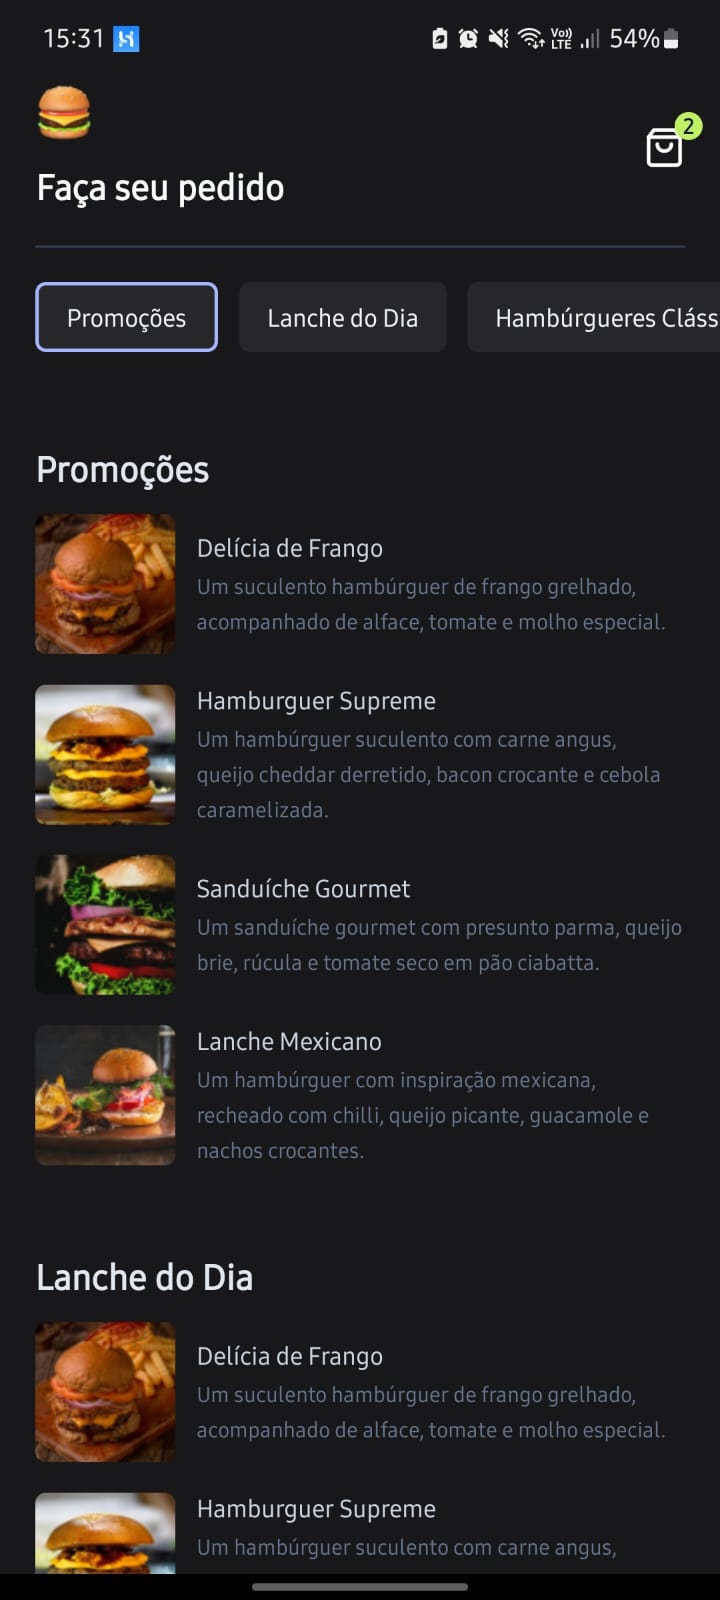 15:31
Vo)) LTE 54%
2
Faça seu pedido
Promoções Lanche do Dia Hambúrgueres Cláss
Promoções
Delícia de Frango
Um suculento hambúrguer de frango grelhado,
acompanhado de alface, tomate e molho especial.
Hamburguer Supreme
Um hambúrguer suculento com carne angus,
queijo cheddar derretido, bacon crocante e cebola
caramelizada.
Sanduíche Gourmet
Um sanduíche gourmet com presunto parma, queijo
brie, rúcula e tomate seco em pão ciabatta.
Lanche Mexicano
Um hambúrguer com inspiração mexicana,
recheado com chilli, queijo picante, guacamole e
nachos crocantes.
Lanche do Dia
Delícia de Frango
Um suculento hambúrguer de frango grelhado,
acompanhado de alface, tomate e molho especial.
Hamburguer Supreme
Um hambúrguer suculento com carne angus,